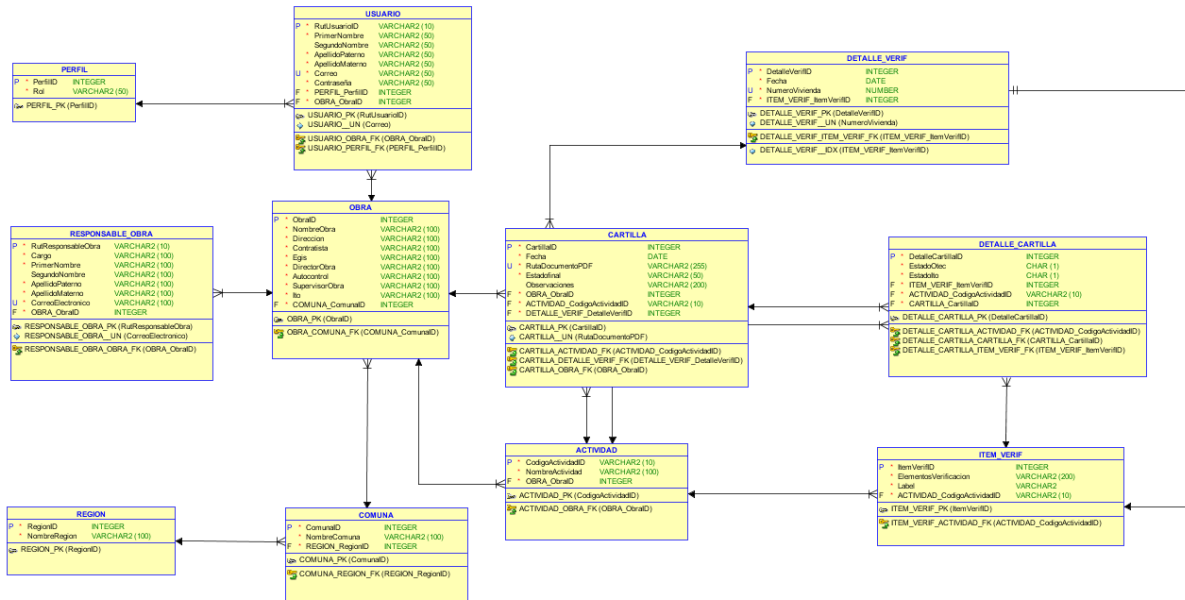 USUARIO
P * RutUsuarioID VARCHAR2 (10)
* PrimerNombre VARCHAR2 (50)
SegundoNombre VARCHAR2 (50)
* ApellidoPaterno VARCHAR2 (50)
* ApellidoMaterno VARCHAR2 (50)
U * Correo VARCHAR2 (50)
* Contraseña VARCHAR2 (50)
F * PERFIL_PerfilID INTEGER
F * OBRA_ObraID INTEGER
USUARIO_PK (RutUsuarioID)
USUARIO__UN (Correo)
USUARIO_OBRA_FK (OBRA_ObraID)
USUARIO_PERFIL_FK (PERFIL_PerfilID)
PERFIL
P * PerfilID INTEGER
* Rol VARCHAR2 (50)
PERFIL_PK (PerfilID)
DETALLE_VERIF
P * DetalleVerifID INTEGER
* Fecha DATE
U * NumeroVivienda NUMBER
F * ITEM_VERIF_ItemVerifID INTEGER
DETALLE_VERIF_PK (DetalleVerifID)
DETALLE_VERIF__UN (NumeroVivienda)
DETALLE_VERIF_ITEM_VERIF_FK (ITEM_VERIF_ItemVerifID)
DETALLE_VERIF__IDX (ITEM_VERIF_ItemVerifID)
OBRA
P * ObraID INTEGER
* NombreObra VARCHAR2 (100)
* Direccion VARCHAR2 (100)
* Contratista VARCHAR2 (100)
* Egis VARCHAR2 (100)
* DirectorObra VARCHAR2 (100)
* Autocontrol VARCHAR2 (100)
* SupervisorObra VARCHAR2 (100)
* Ito VARCHAR2 (100)
F * COMUNA_ComunaID INTEGER
OBRA_PK (ObraID)
OBRA_COMUNA_FK (COMUNA_ComunaID)
RESPONSABLE_OBRA
P * RutResponsableObra VARCHAR2 (10)
* Cargo VARCHAR2 (100)
* PrimerNombre VARCHAR2 (100)
SegundoNombre VARCHAR2 (100)
* ApellidoPaterno VARCHAR2 (100)
* ApellidoMaterno VARCHAR2 (100)
U * CorreoElectronico VARCHAR2 (100)
F * OBRA_ObraID INTEGER
RESPONSABLE_OBRA_PK (RutResponsableObra)
RESPONSABLE_OBRA__UN (CorreoElectronico)
RESPONSABLE_OBRA_OBRA_FK (OBRA_ObraID)
CARTILLA
P * CartillaID INTEGER
* Fecha DATE
U * RutaDocumentoPDF VARCHAR2 (255)
* Estadofinal VARCHAR2 (50)
Observaciones VARCHAR2 (200)
F * OBRA_ObraID INTEGER
F * ACTIVIDAD_CodigoActividadID VARCHAR2 (10)
F * DETALLE_VERIF_DetalleVerifID INTEGER
CARTILLA_PK (CartillaID)
CARTILLA__UN (RutaDocumentoPDF)
CARTILLA_ACTIVIDAD_FK (ACTIVIDAD_CodigoActividadID)
CARTILLA_DETALLE_VERIF_FK (DETALLE_VERIF_DetalleVerifID)
CARTILLA_OBRA_FK (OBRA_ObraID)
DETALLE_CARTILLA
P * DetalleCartillaID INTEGER
* EstadoOtec CHAR (1)
* EstadoIto CHAR (1)
F * ITEM_VERIF_ItemVerifID INTEGER
F * ACTIVIDAD_CodigoActividadID VARCHAR2 (10)
F * CARTILLA_CartillaID INTEGER
DETALLE_CARTILLA_PK (DetalleCartillaID)
DETALLE_CARTILLA_ACTIVIDAD_FK (ACTIVIDAD_CodigoActividadID)
DETALLE_CARTILLA_CARTILLA_FK (CARTILLA_CartillaID)
DETALLE_CARTILLA_ITEM_VERIF_FK (ITEM_VERIF_ItemVerifID)
ACTIVIDAD
P * CodigoActividadID VARCHAR2 (10)
* NombreActividad VARCHAR2 (100)
F * OBRA_ObraID INTEGER
ACTIVIDAD_PK (CodigoActividadID)
ACTIVIDAD_OBRA_FK (OBRA_ObraID)
ITEM_VERIF
P * ItemVerifID INTEGER
* ElementosVerificacion VARCHAR2 (200)
* Label VARCHAR2
F * ACTIVIDAD_CodigoActividadID VARCHAR2 (10)
ITEM_VERIF_PK (ItemVerifID)
ITEM_VERIF_ACTIVIDAD_FK (ACTIVIDAD_CodigoActividadID)
REGION
P * RegionID INTEGER
* NombreRegion VARCHAR2 (100)
REGION_PK (RegionID)
COMUNA
P * ComunaID INTEGER
* NombreComuna VARCHAR2 (100)
F * REGION_RegionID INTEGER
COMUNA_PK (ComunaID)
COMUNA_REGION_FK (REGION_RegionID)